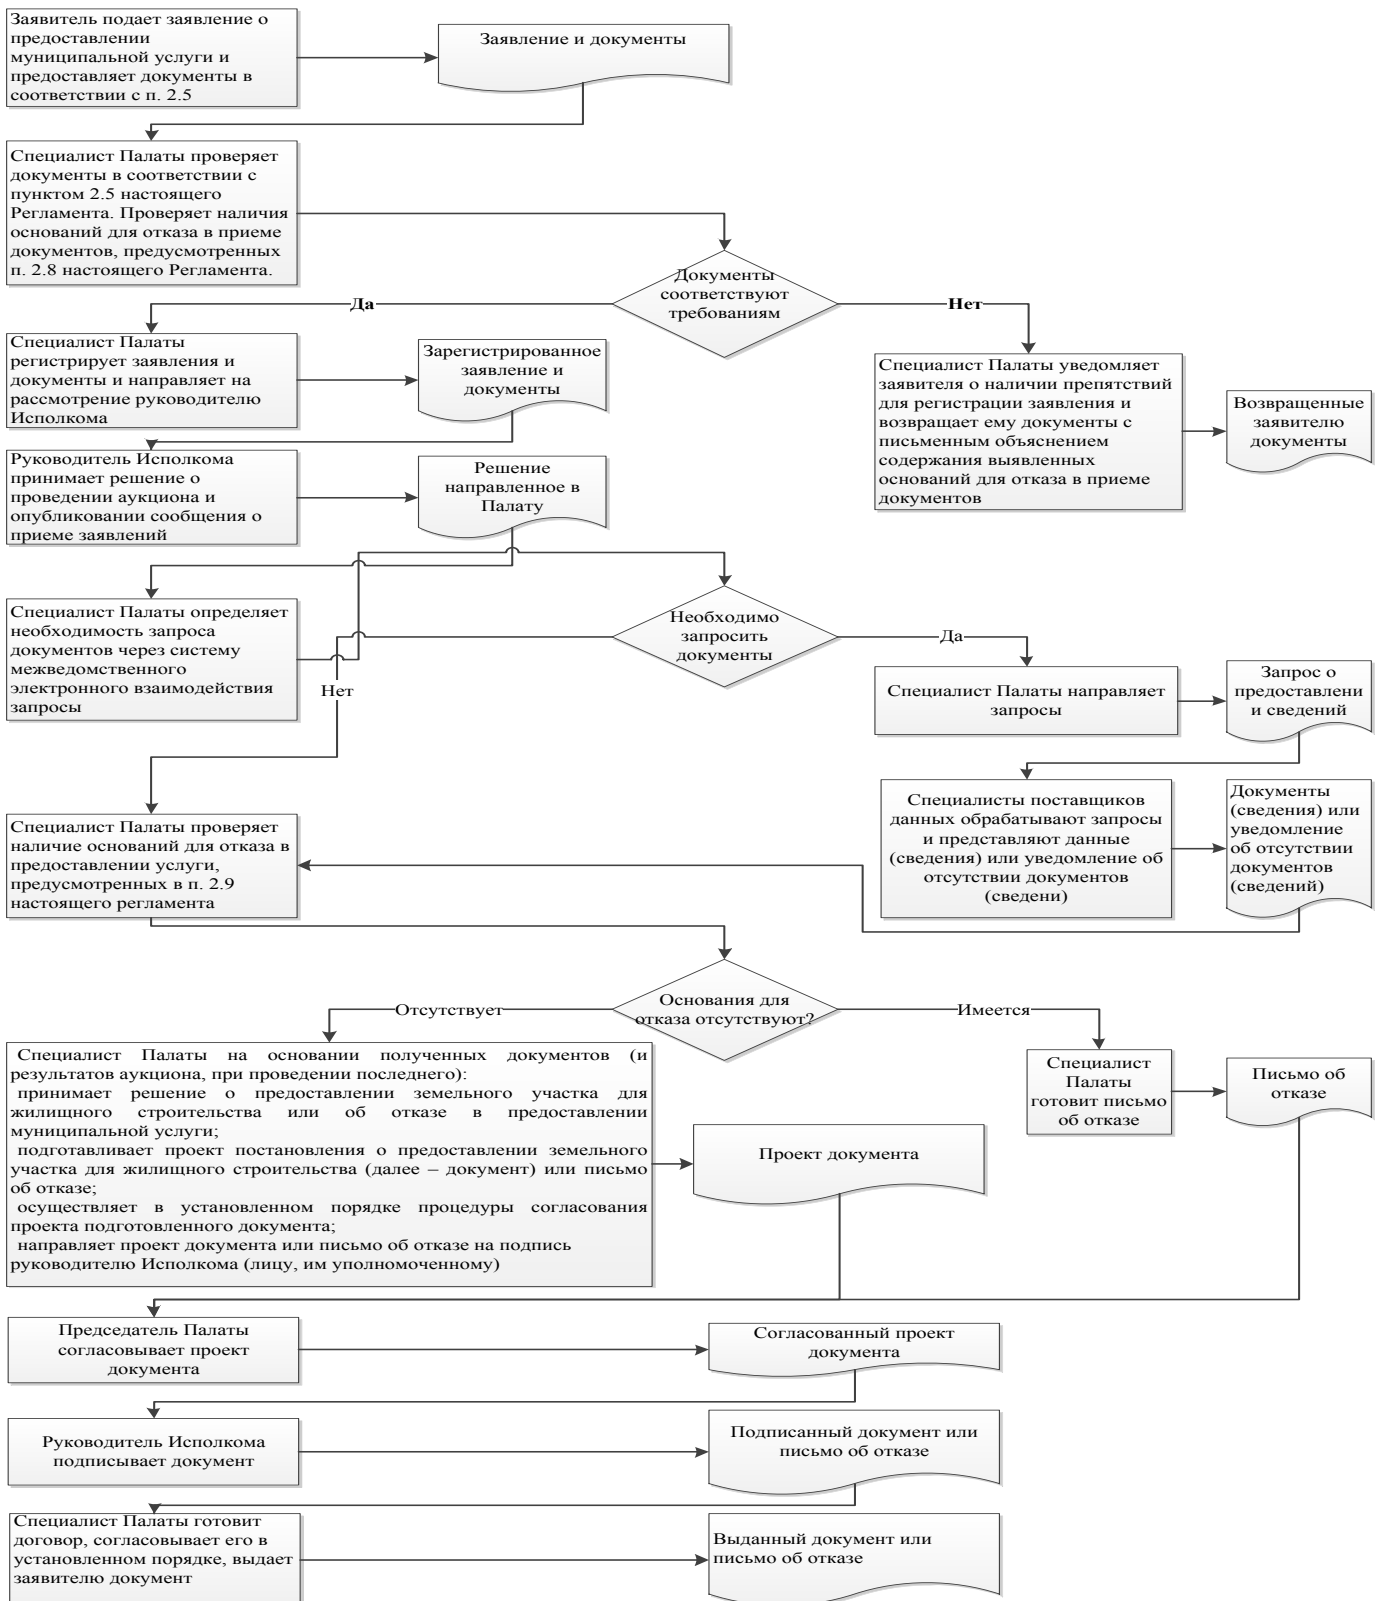 Заявитель подает заявление о
предоставлении
муниципальной услуги и
предоставляет документы в
соответствии с п. 2.5
Заявление и документы
Специалист Палаты проверяет
документы в соответствии с
пунктом 2.5 настоящего
Регламента. Проверяет наличия
оснований для отказа в приеме
документов, предусмотренных
п. 2.8 настоящего Регламента.
Документы
соответствуют
требованиям
Да
Нет
Специалист Палаты
регистрирует заявления и
документы и направляет на
рассмотрение руководителю
Исполкома
Зарегистрированное
заявление и
документы
Специалист Палаты уведомляет
заявителя о наличии препятствий
для регистрации заявления и
возвращает ему документы с
письменным объяснением
содержания выявленных
оснований для отказа в приеме
документов
Возвращенные
заявителю
документы
Руководитель Исполкома
принимает решение о
проведении аукциона и
опубликовании сообщения о
приеме заявлений
Решение
направленное в
Палату
Специалист Палаты определяет
необходимость запроса
документов через систему
межведомственного
электронного взаимодействия
запросы
Необходимо
запросить
документы
Да
Нет
Специалист Палаты направляет
запросы
Запрос о
предоставлени
и сведений
Специалисты поставщиков
данных обрабатывают запросы
и представляют данные
(сведения) или уведомление об
отсутствии документов
(сведени)
Документы
(сведения) или
уведомление
об отсутствии
документов
(сведений)
Специалист Палаты проверяет
наличие оснований для отказа в
предоставлении услуги,
предусмотренных в п. 2.9
настоящего регламента
Основания для
отказа отсутствуют?
Отсутствует
Имеется
Специалист Палаты на основании полученных документов (и
результатов аукциона, при проведении последнего):
принимает решение о предоставлении земельного участка для
жилищного строительства или об отказе в предоставлении
муниципальной услуги;
подготавливает проект постановления о предоставлении земельного
участка для жилищного строительства (далее – документ) или письмо
об отказе;
осуществляет в установленном порядке процедуры согласования
проекта подготовленного документа;
направляет проект документа или письмо об отказе на подпись
руководителю Исполкома (лицу, им уполномоченному)
Проект документа
Специалист
Палаты
готовит письмо
об отказе
Письмо об
отказе
Председатель Палаты
согласовывает проект
документа
Согласованный проект
документа
Руководитель Исполкома
подписывает документ
Подписанный документ или
письмо об отказе
Специалист Палаты готовит
договор, согласовывает его в
установленном порядке, выдает
заявителю документ
Выданный документ или
письмо об отказе